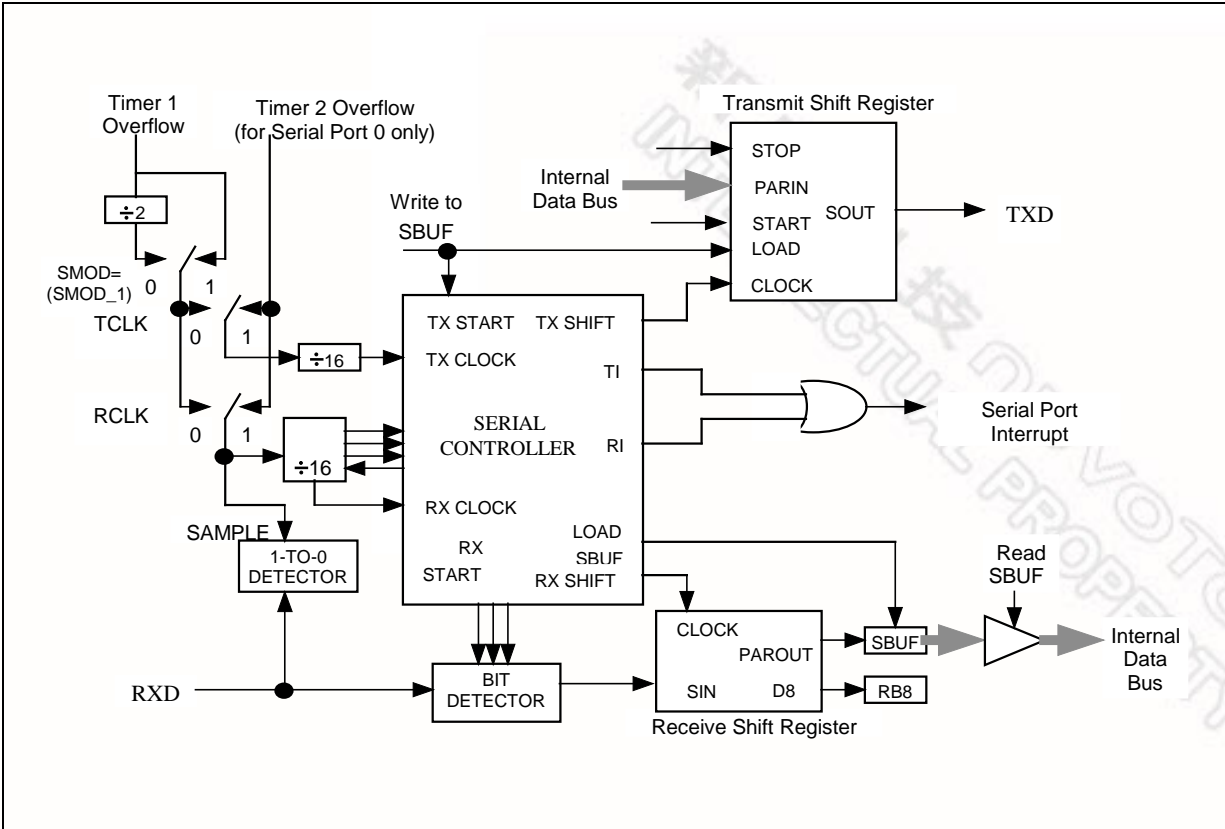 Timer 1
Overflow
Timer 2 Overflow
(for Serial Port 0 only)
Transmit Shift Register
STOP
PARIN
START
LOAD
CLOCK
SOUT
TXD
Internal
Data Bus
Write to
SBUF
÷2
SMOD=
(SMOD_1)
0
1
TCLK
0
1
÷16
RCLK
0
1
÷16
SAMPLE
1-TO-0
DETECTOR
TX START
TX SHIFT
TX CLOCK
TI
SERIAL
CONTROLLER
RI
RX CLOCK
LOAD
SBUF
RX
START
RX SHIFT
Serial Port
Interrupt
Read
SBUF
CLOCK
PAROUT
SIN
D8
SBUF
RB8
Internal
Data
Bus
RXD
BIT
DETECTOR
Receive Shift Register